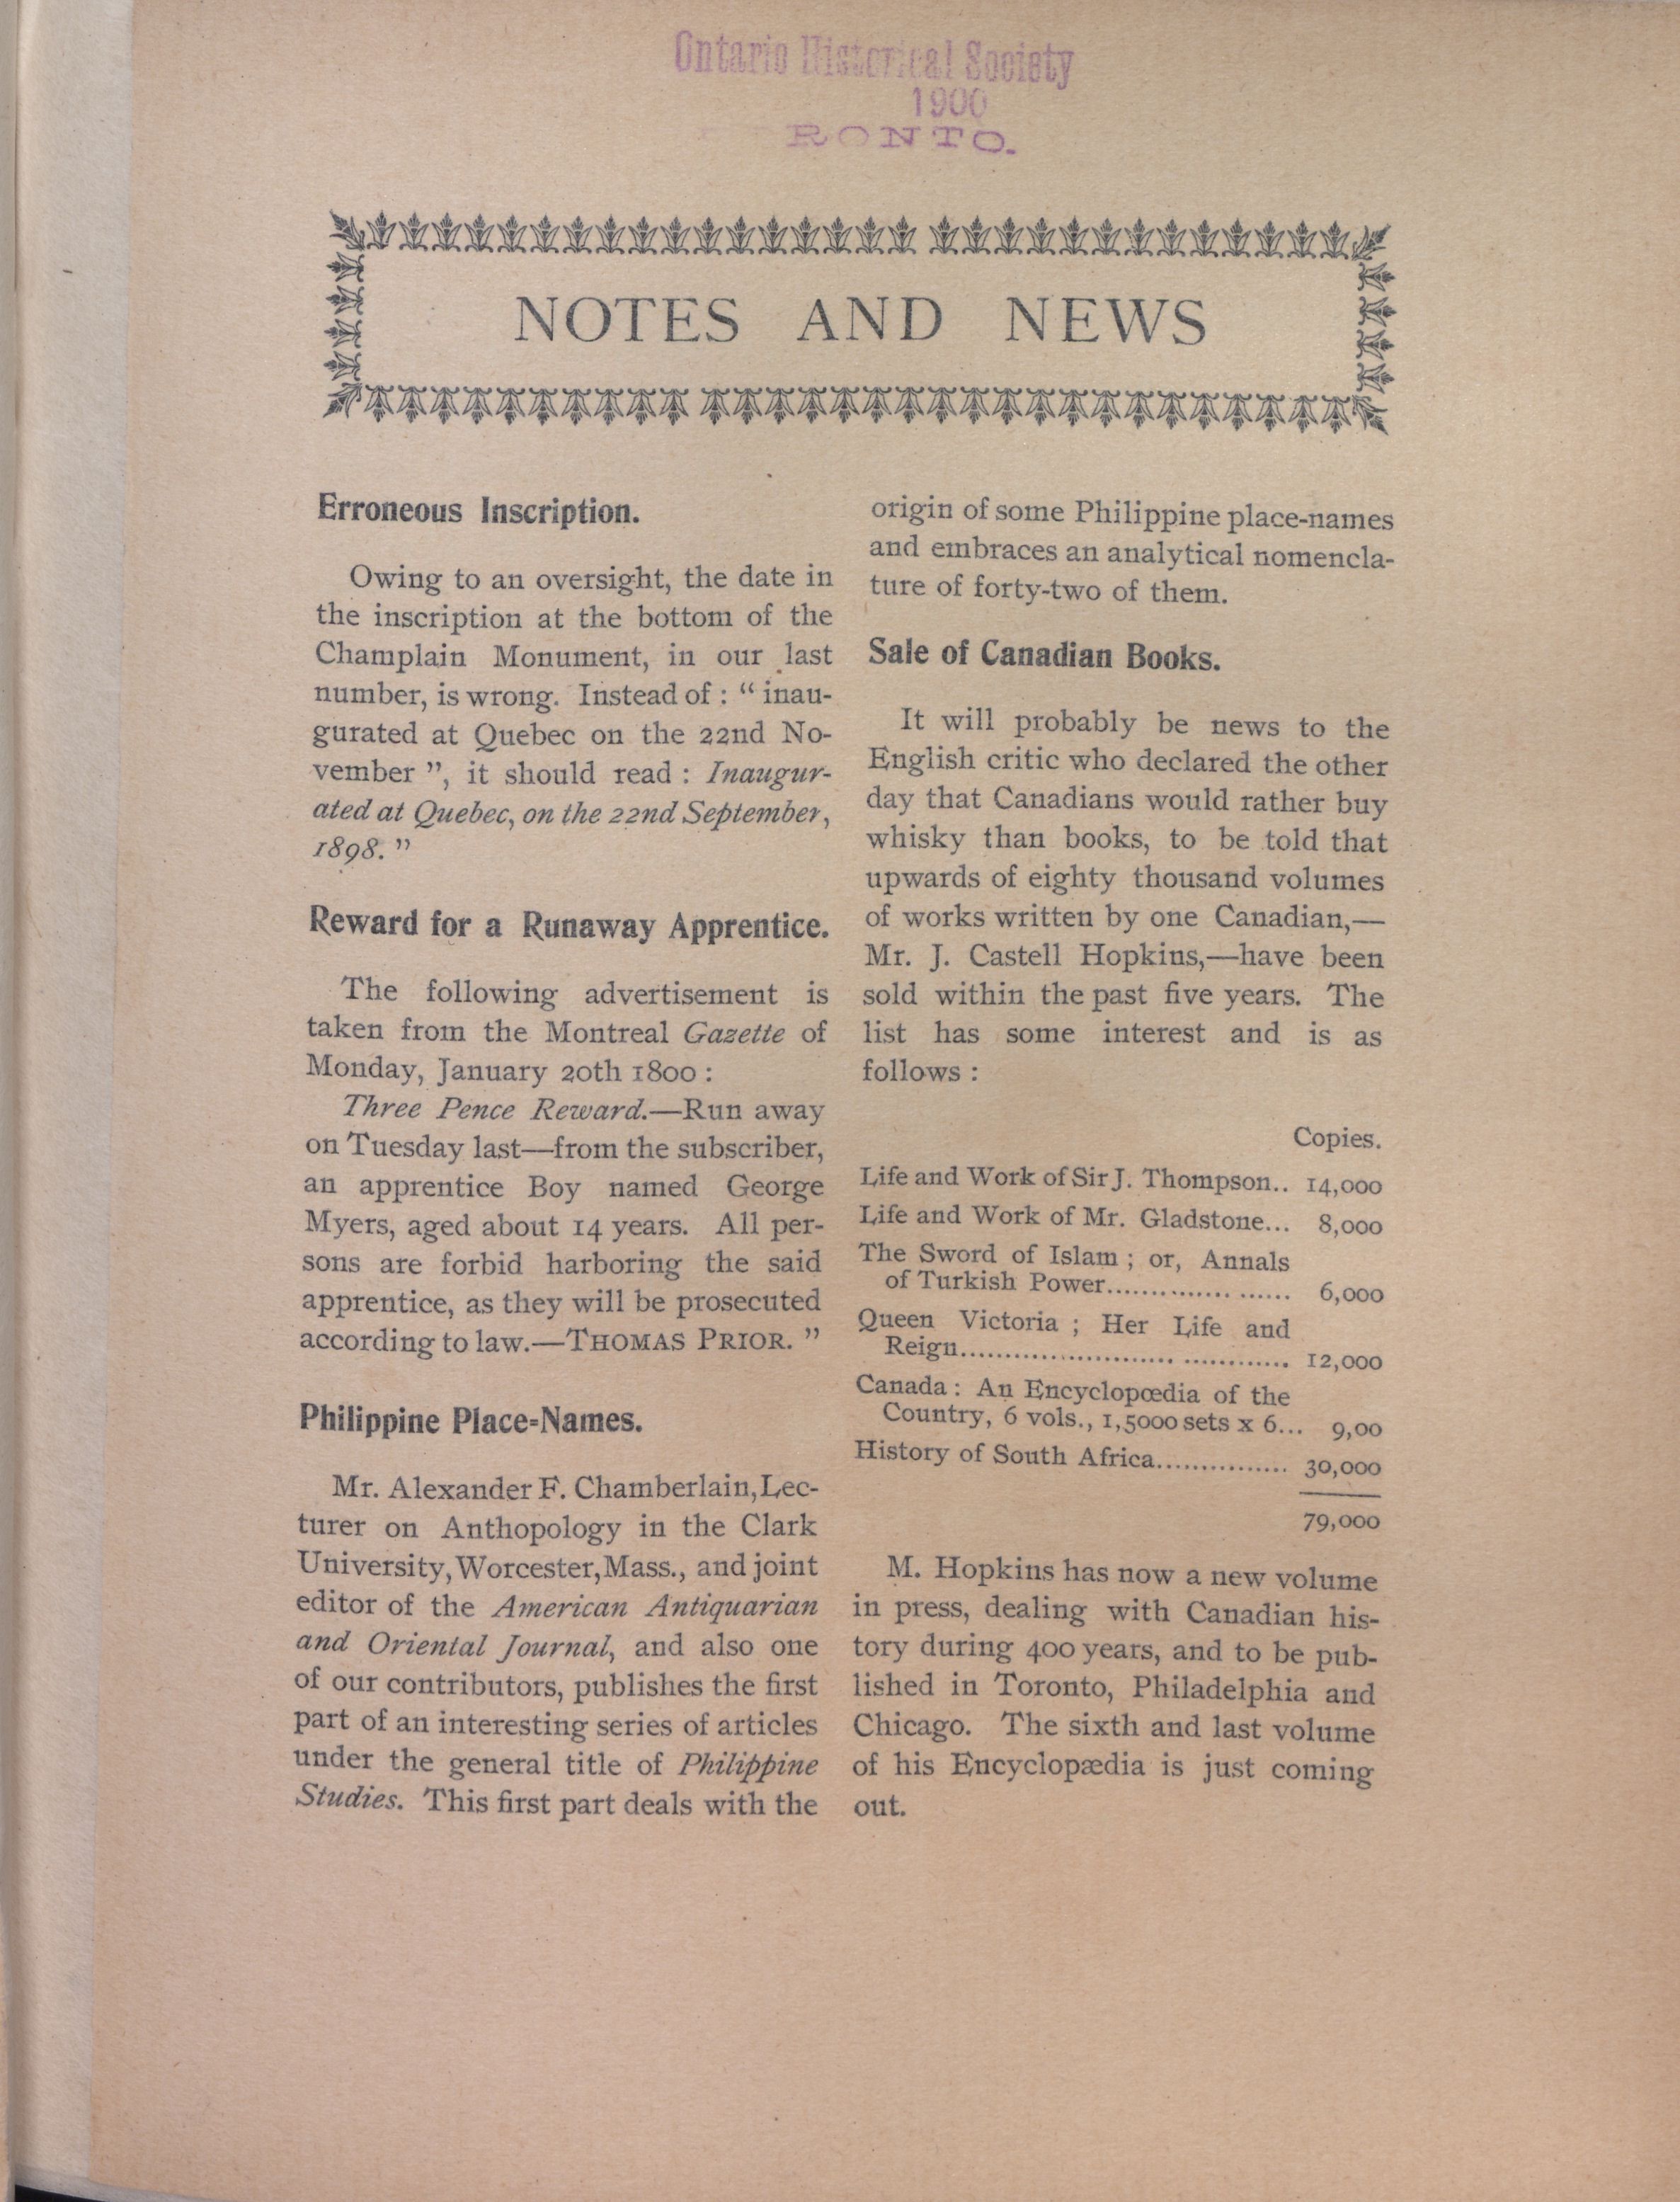 Ontario Historical Society
1900
RONTO.
NOTES AND NEWS
Erroneous Inscription.
Owing to an oversight, the date in
the inscription at the bottom of the
Champlain Monument, in our last
number, is wrong. Instead of : “ inau-
gurated at Quebec on the 22nd No-
vember ”, it should read : Inaugur-
ated at Quebec, on the 22nd September,
1898. ”
Reward for a Runaway Apprentice.
The following advertisement is
taken from the Montreal Gazette of
Monday, January 20th 1800 :
Three Pence Reward.—Run away
on Tuesday last—from the subscriber,
an apprentice Boy named George
Myers, aged about 14 years. All per-
sons are forbid harboring the said
apprentice, as they will be prosecuted
according to law.—THOMAS PRIOR. ”
Philippine Place-Names.
Mr. Alexander F. Chamberlain, Lec-
turer on Anthopology in the Clark
University, Worcester, Mass., and joint
editor of the American Antiquarian
and Oriental Journal, and also one
of our contributors, publishes the first
part of an interesting series of articles
under the general title of Philippine
Studies. This first part deals with the
origin of some Philippine place-names
and embraces an analytical nomencla-
ture of forty-two of them.
Sale of Canadian Books.
It will probably be news to the
English critic who declared the other
day that Canadians would rather buy
whisky than books, to be told that
upwards of eighty thousand volumes
of works written by one Canadian,—
Mr. J. Castell Hopkins,—have been
sold within the past five years. The
list has some interest and is as
follows :
Copies.
Life and Work of Sir J. Thompson.. 14,000
Life and Work of Mr. Gladstone... 8,000
The Sword of Islam ; or, Annals
of Turkish Power.................... 6,000
Queen Victoria ; Her Life and
Reign.................................... 12,000
Canada : An Encyclopœdia of the
Country, 6 vols., 1,5000 sets x 6... 9,00
History of South Africa............... 30,000
79,000
M. Hopkins has now a new volume
in press, dealing with Canadian his-
tory during 400 years, and to be pub-
lished in Toronto, Philadelphia and
Chicago. The sixth and last volume
of his Encyclopædia is just coming
out.